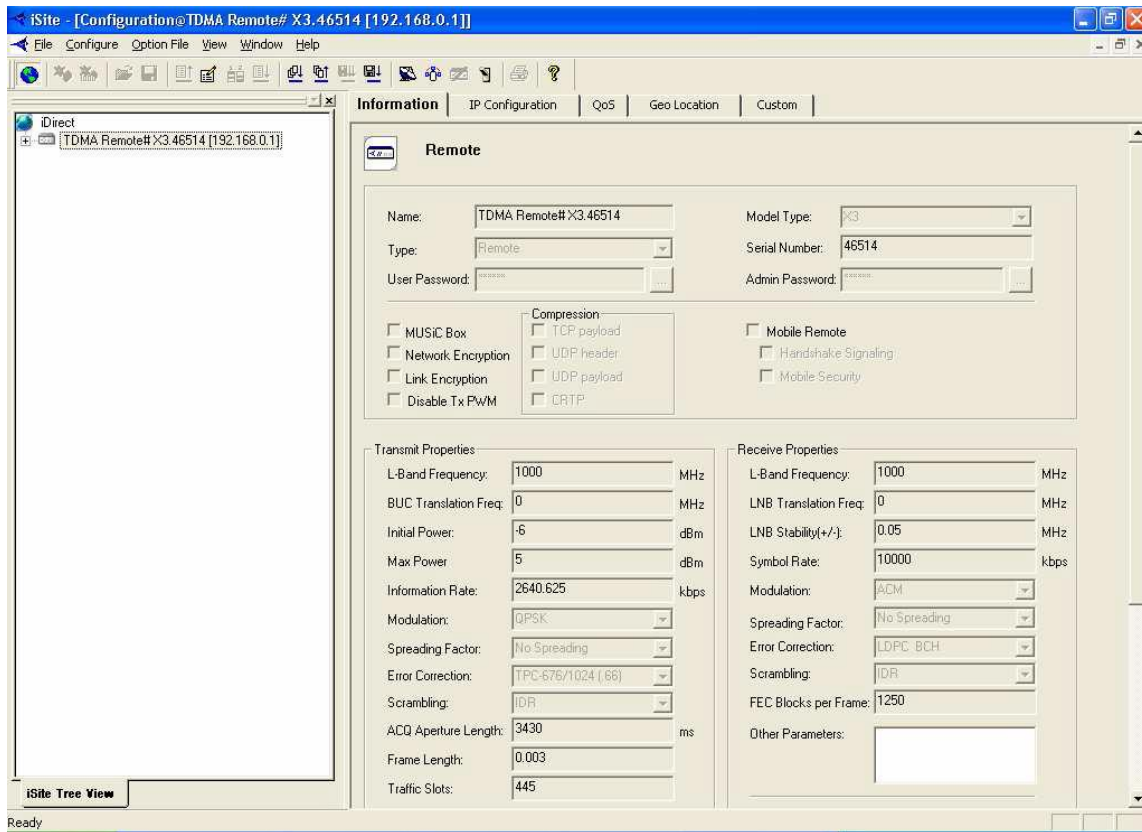 iSite - [Configuration@TDMA Remote# X3.46514 [192.168.0.1]]
File Configure Option File View Window Help
Information IP Configuration QoS Geo Location Custom
iDirect
TDMA Remote# X3.46514 [192.168.0.1]
Remote
Name: TDMA Remote# X3.46514 Model Type: X3
Type: Remote Serial Number: 46514
User Password: ****** ... Admin Password: ****** ...
MUSiC Box
Network Encryption
Link Encryption
Disable Tx PWM
Compression
TCP payload
UDP header
UDP payload
CRTP
Mobile Remote
Handshake Signaling
Mobile Security
Transmit Properties
L-Band Frequency: 1000 MHz
BUC Translation Freq: 0 MHz
Initial Power: -6 dBm
Max Power 5 dBm
Information Rate: 2640.625 kbps
Modulation: QPSK
Spreading Factor: No Spreading
Error Correction: TPC-676/1024 (.66)
Scrambling: IDR
ACQ Aperture Length: 3430 ms
Frame Length: 0.003
Traffic Slots: 445
Receive Properties
L-Band Frequency: 1000 MHz
LNB Translation Freq: 0 MHz
LNB Stability(+/-): 0.05 MHz
Symbol Rate: 10000 kbps
Modulation: ACM
Spreading Factor: No Spreading
Error Correction: LDPC BCH
Scrambling: IDR
FEC Blocks per Frame: 1250
Other Parameters:
iSite Tree View
Ready